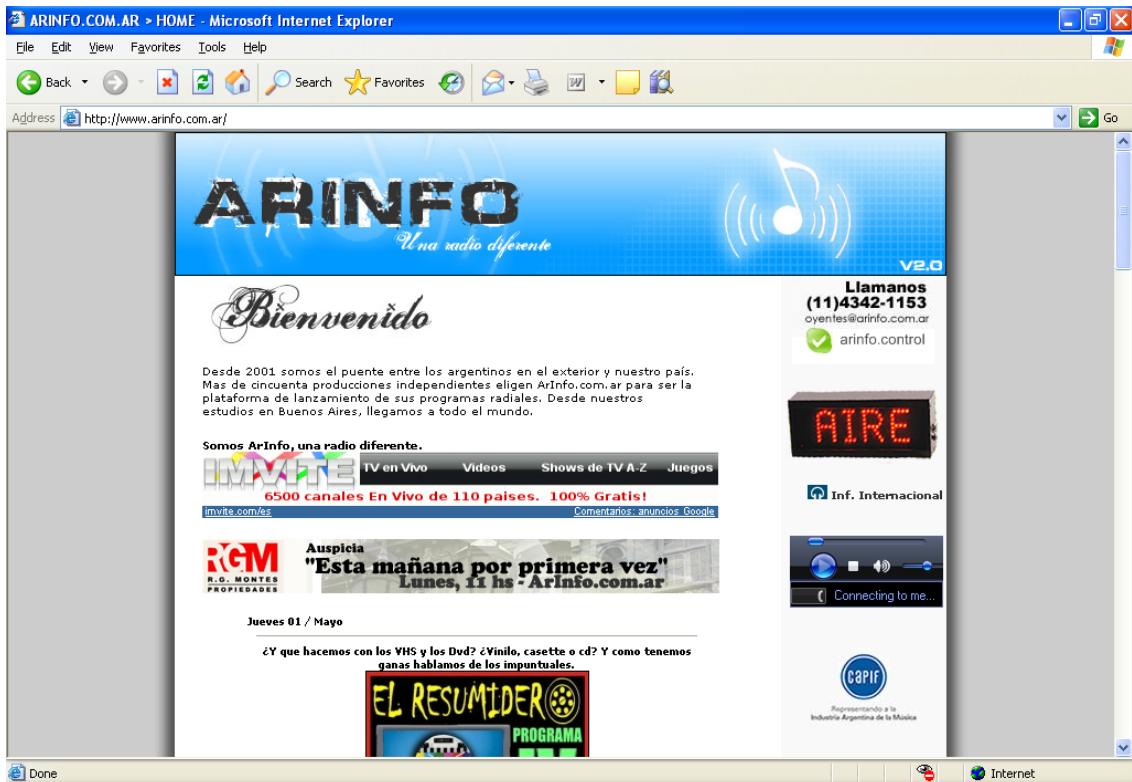 ARINFO.COM.AR > HOME - Microsoft Internet Explorer
File Edit View Favorites Tools Help
Back Search Favorites
Address http://www.arinfo.com.ar/ Go
ARINFO
Una radio diferente
V2.0
Bienvenido
Desde 2001 somos el puente entre los argentinos en el exterior y nuestro país.
Mas de cincuenta producciones independientes eligen ArInfo.com.ar para ser la
plataforma de lanzamiento de sus programas radiales. Desde nuestros
estudios en Buenos Aires, llegamos a todo el mundo.
Somos ArInfo, una radio diferente.
IMVITE TV en Vivo Videos Shows de TV A-Z Juegos
6500 canales En Vivo de 110 paises. 100% Gratis!
imvite.com/es Comentarios: anuncios Google
RGM
R.G. MONTES
PROPIEDADES
Auspicia
"Esta mañana por primera vez"
Lunes, 11 hs - ArInfo.com.ar
Jueves 01 / Mayo
¿Y que hacemos con los VHS y los Dvd? ¿Vinilo, casette o cd? Y como tenemos
ganas hablamos de los impuntuales.
EL RESUMIDERO
PROGRAMA
Llamanos
(11)4342-1153
oyentes@arinfo.com.ar
arinfo.control
AIRE
Inf. Internacional
Connecting to me...
CAPIF
Representando a la
Industria Argentina de la Música
Done Internet